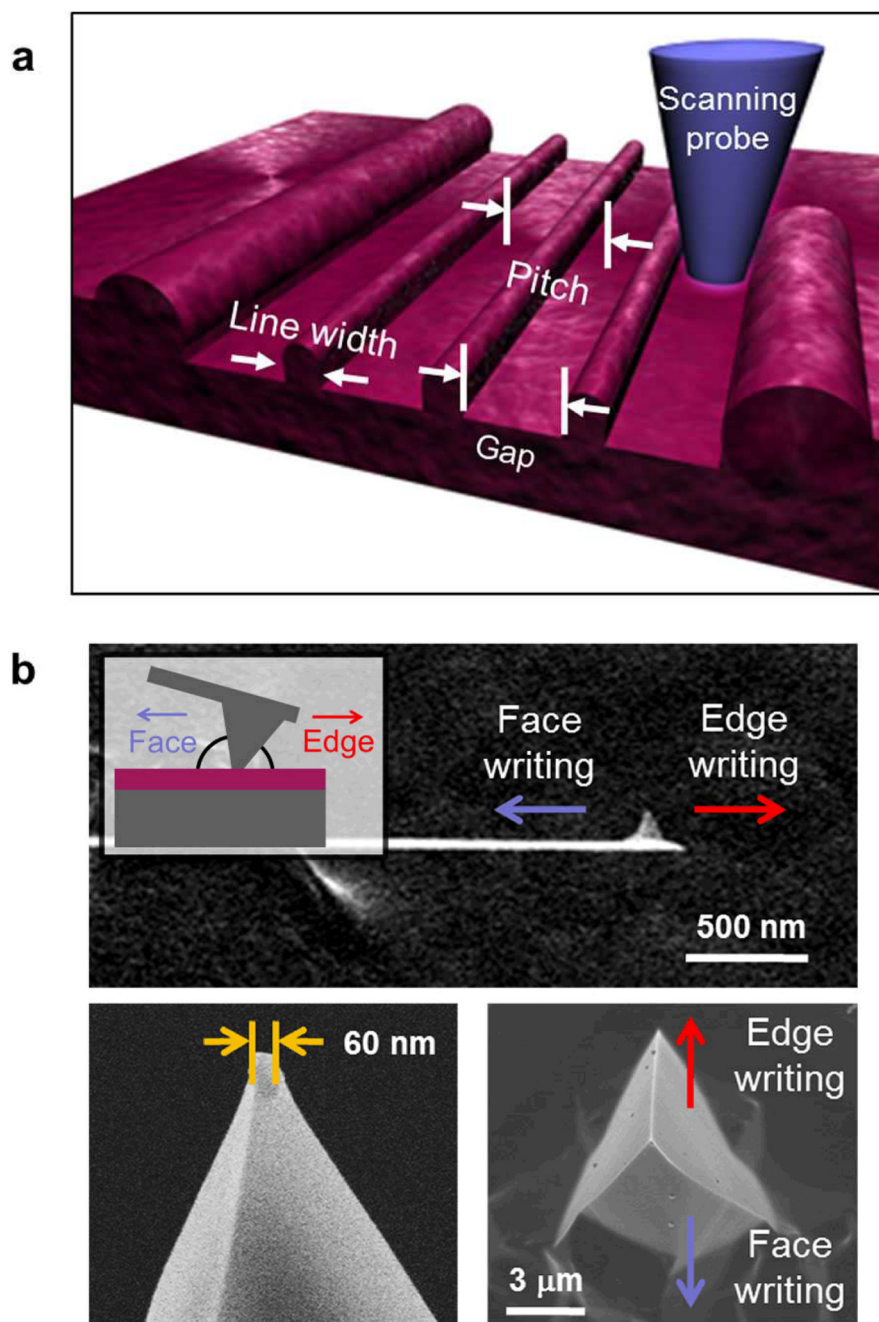 a
Scanning
probe
Pitch
Line width
Gap
b
Face
Edge
Face
writing
Edge
writing
500 nm
60 nm
Edge
writing
Face
writing
3 μm